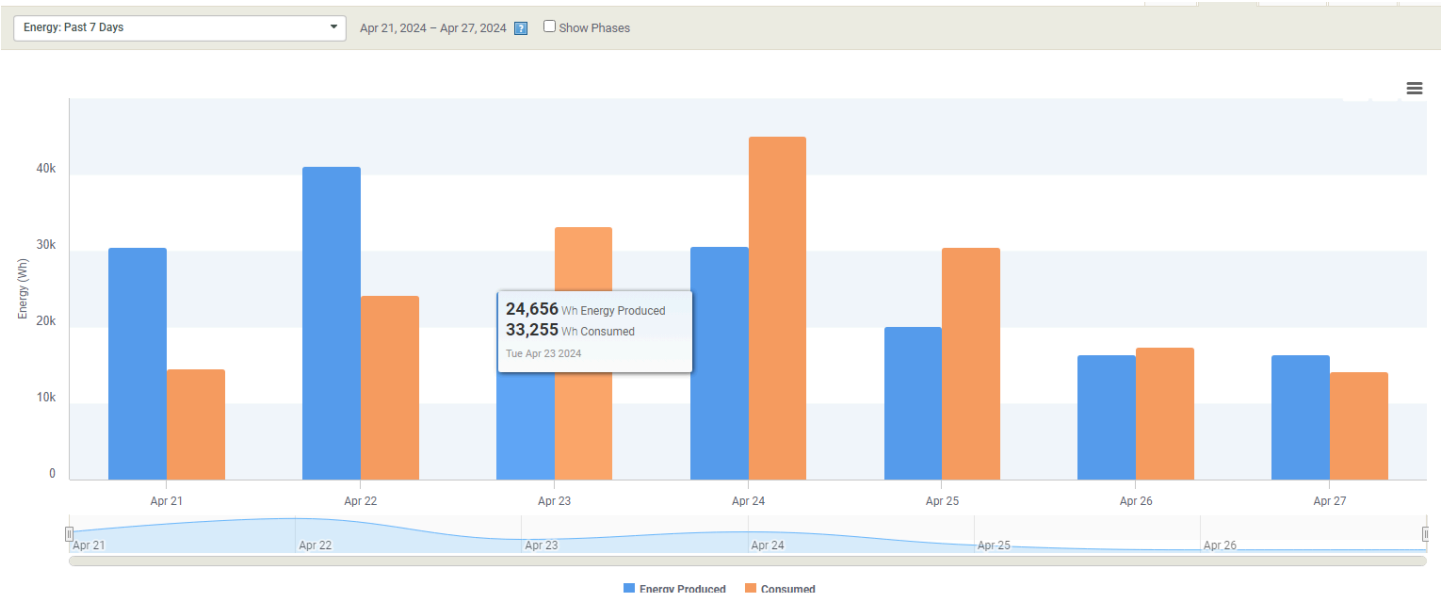 Energy: Past 7 Days
Apr 21, 2024 – Apr 27, 2024 ? Show Phases
Energy (Wh)
40k
30k
20k
10k
0
24,656 Wh Energy Produced
33,255 Wh Consumed
Tue Apr 23 2024
Apr 21 Apr 22 Apr 23 Apr 24 Apr 25 Apr 26 Apr 27
Apr 21 Apr 22 Apr 23 Apr 24 Apr 25 Apr 26
Energy Produced Consumed